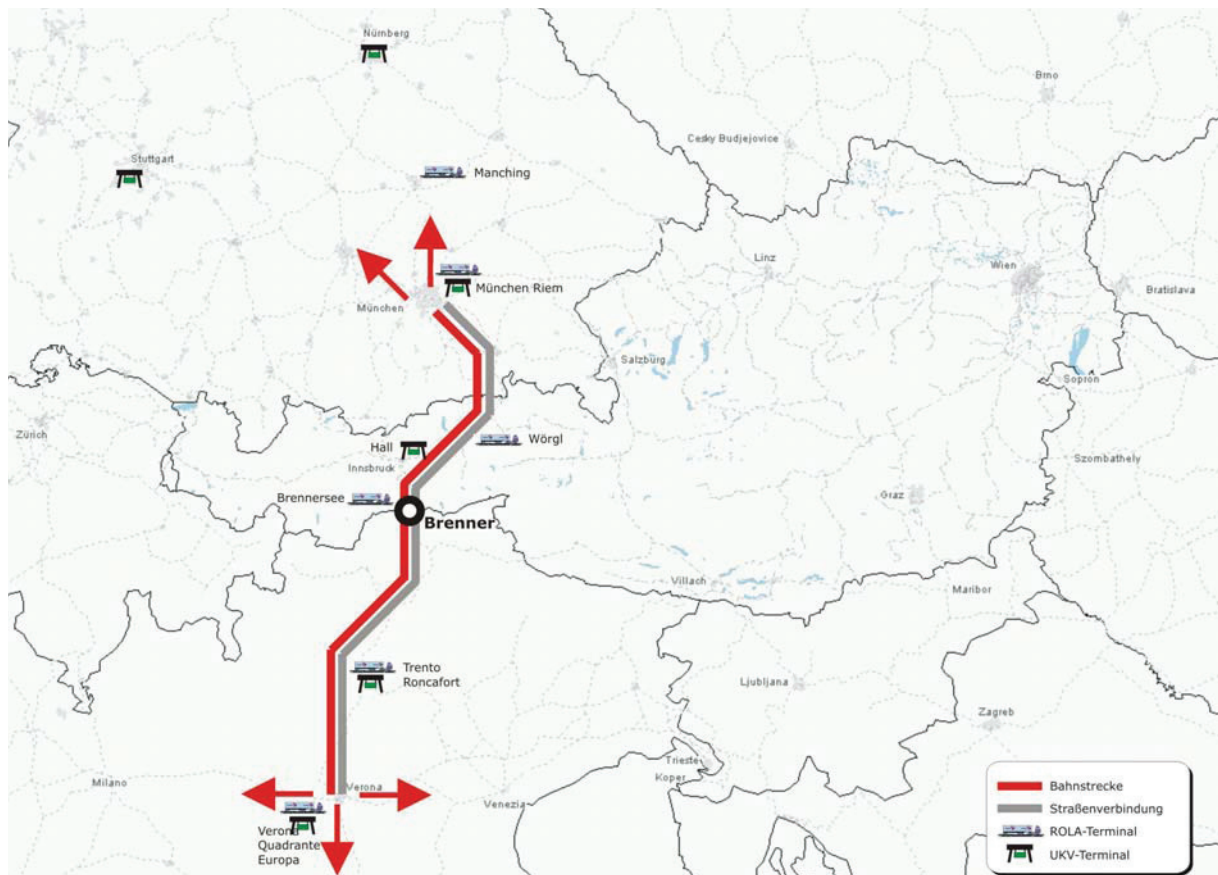 Nürnberg
Brno
Cesky Budjejovice
Stuttgart
Manching
Linz
Wien
München Riem
Bratislava
München
Salzburg
Sopron
Zürich
Hall
Wörgl
Innsbruck
Szombathely
Brennersee
Graz
Brenner
Villach
Maribor
Trento
Roncafort
Ljubljana
Zagreb
Trieste
Koper
Milano
Verona
Venezia
Verona
Quadrante
Europa
Bahnstrecke
Straßenverbindung
ROLA-Terminal
UKV-Terminal